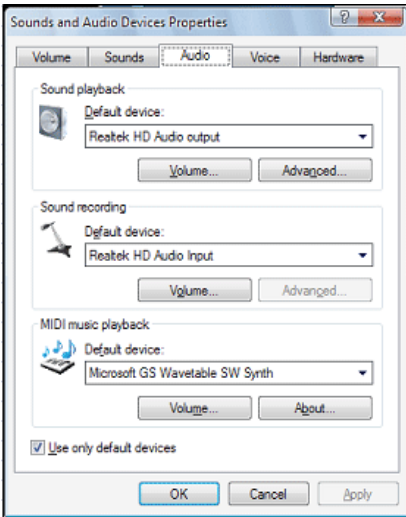 Sounds and Audio Devices Properties
Volume Sounds Audio Voice Hardware
Sound playback
Default device:
Reatek HD Audio output
Volume... Advanced...
Sound recording
Default device:
Reatek HD Audio Input
Volume... Advanced...
MIDI music playback
Default device:
Microsoft GS Wavetable SW Synth
Volume... About...
Use only default devices
OK Cancel Apply